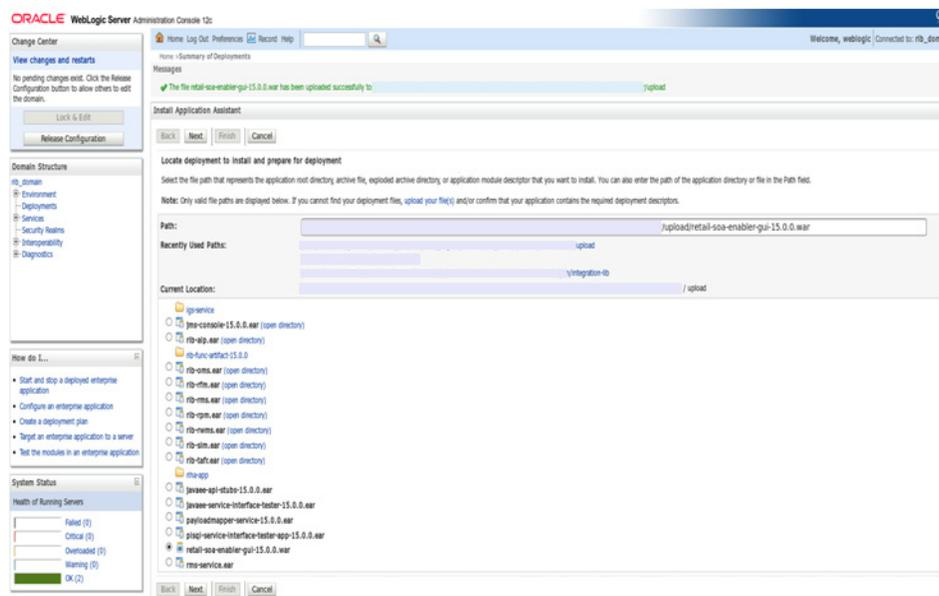 ORACLE WebLogic Server Administration Console 12c
Change Center
View changes and restarts
No pending changes exist. Click the Release
Configuration button to allow others to edit
the domain.
Lock & Edit
Release Configuration
Domain Structure
rib_domain
Environment
Deployments
Services
Security Realms
Interoperability
Diagnostics
How do I...
Start and stop a deployed enterprise
application
Configure an enterprise application
Create a deployment plan
Target an enterprise application to a server
Test the modules in an enterprise application
System Status
Health of Running Servers
Failed (0)
Critical (0)
Overloaded (0)
Warning (0)
OK (2)
Home Log Out Preferences Record Help
Welcome, weblogic Connected to: rib_dom
Home >Summary of Deployments
Messages
The file retail-soa-enabler-gui-15.0.0.war has been uploaded successfully to /upload
Install Application Assistant
Back Next Finish Cancel
Locate deployment to install and prepare for deployment
Select the file path that represents the application root directory, archive file, exploded archive directory, or application module descriptor that you want to install. You can also enter the path of the application directory or file in the Path field.
Note: Only valid file paths are displayed below. If you cannot find your deployment files, upload your file(s) and/or confirm that your application contains the required deployment descriptors.
Path: /upload/retail-soa-enabler-gui-15.0.0.war
Recently Used Paths: upload
/integration-lib
Current Location: / upload
igs-service
jms-console-15.0.0.ear (open directory)
rib-aip.ear (open directory)
rib-func-artifact-15.0.0
rib-oms.ear (open directory)
rib-rfm.ear (open directory)
rib-rms.ear (open directory)
rib-rpm.ear (open directory)
rib-rwms.ear (open directory)
rib-sim.ear (open directory)
rib-tafr.ear (open directory)
riha-app
javaee-api-stubs-15.0.0.ear
javaee-service-interface-tester-15.0.0.ear
payloadmapper-service-15.0.0.ear
plsql-service-interface-tester-app-15.0.0.ear
retail-soa-enabler-gui-15.0.0.war
rms-service.ear
Back Next Finish Cancel